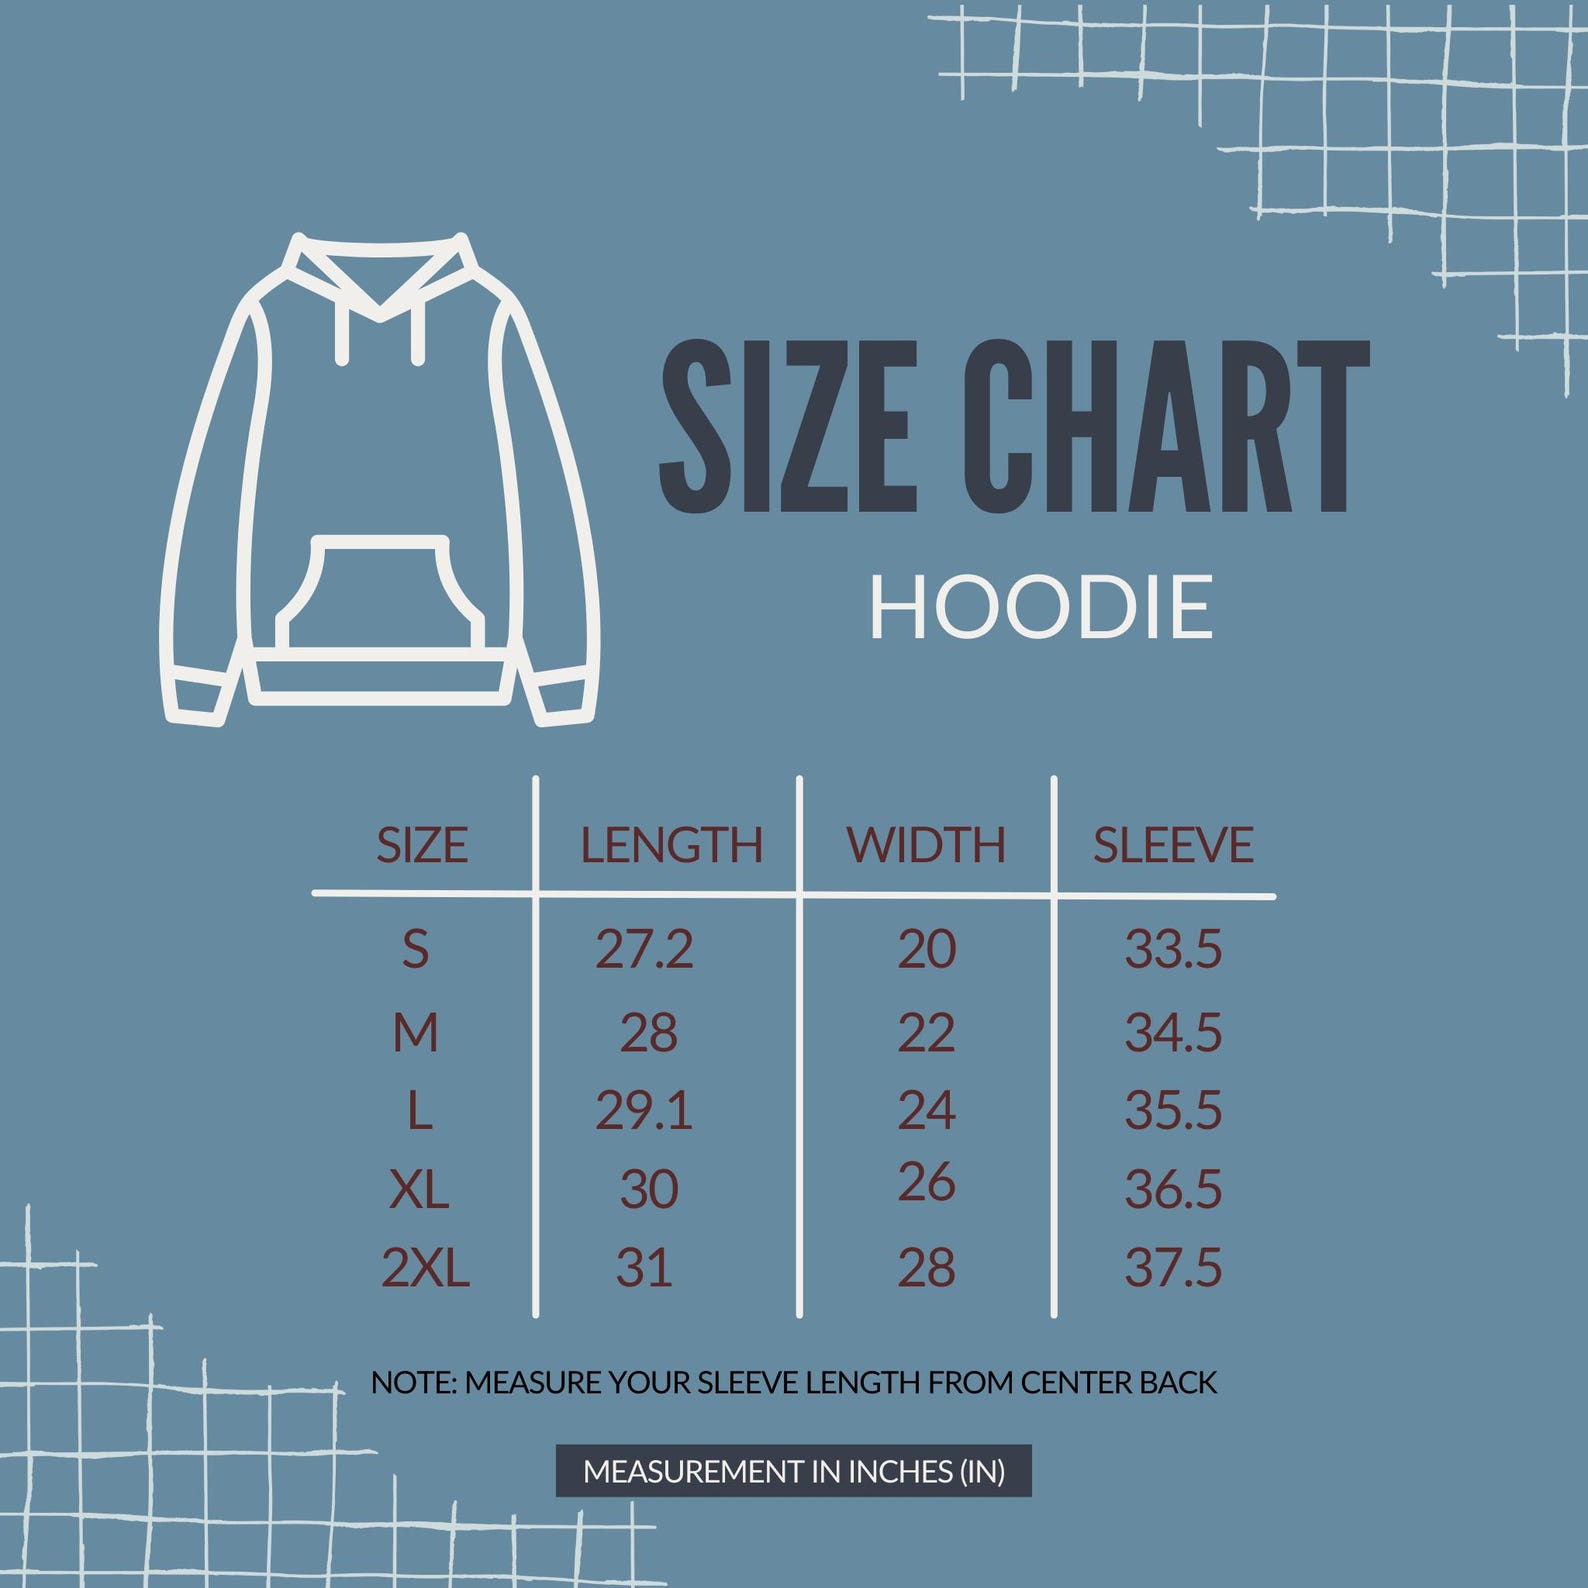 SIZE CHART
HOODIE
SIZE LENGTH WIDTH SLEEVE
S 27.2 20 33.5
M 28 22 34.5
L 29.1 24 35.5
XL 30 26 36.5
2XL 31 28 37.5
NOTE: MEASURE YOUR SLEEVE LENGTH FROM CENTER BACK
MEASUREMENT IN INCHES (IN)